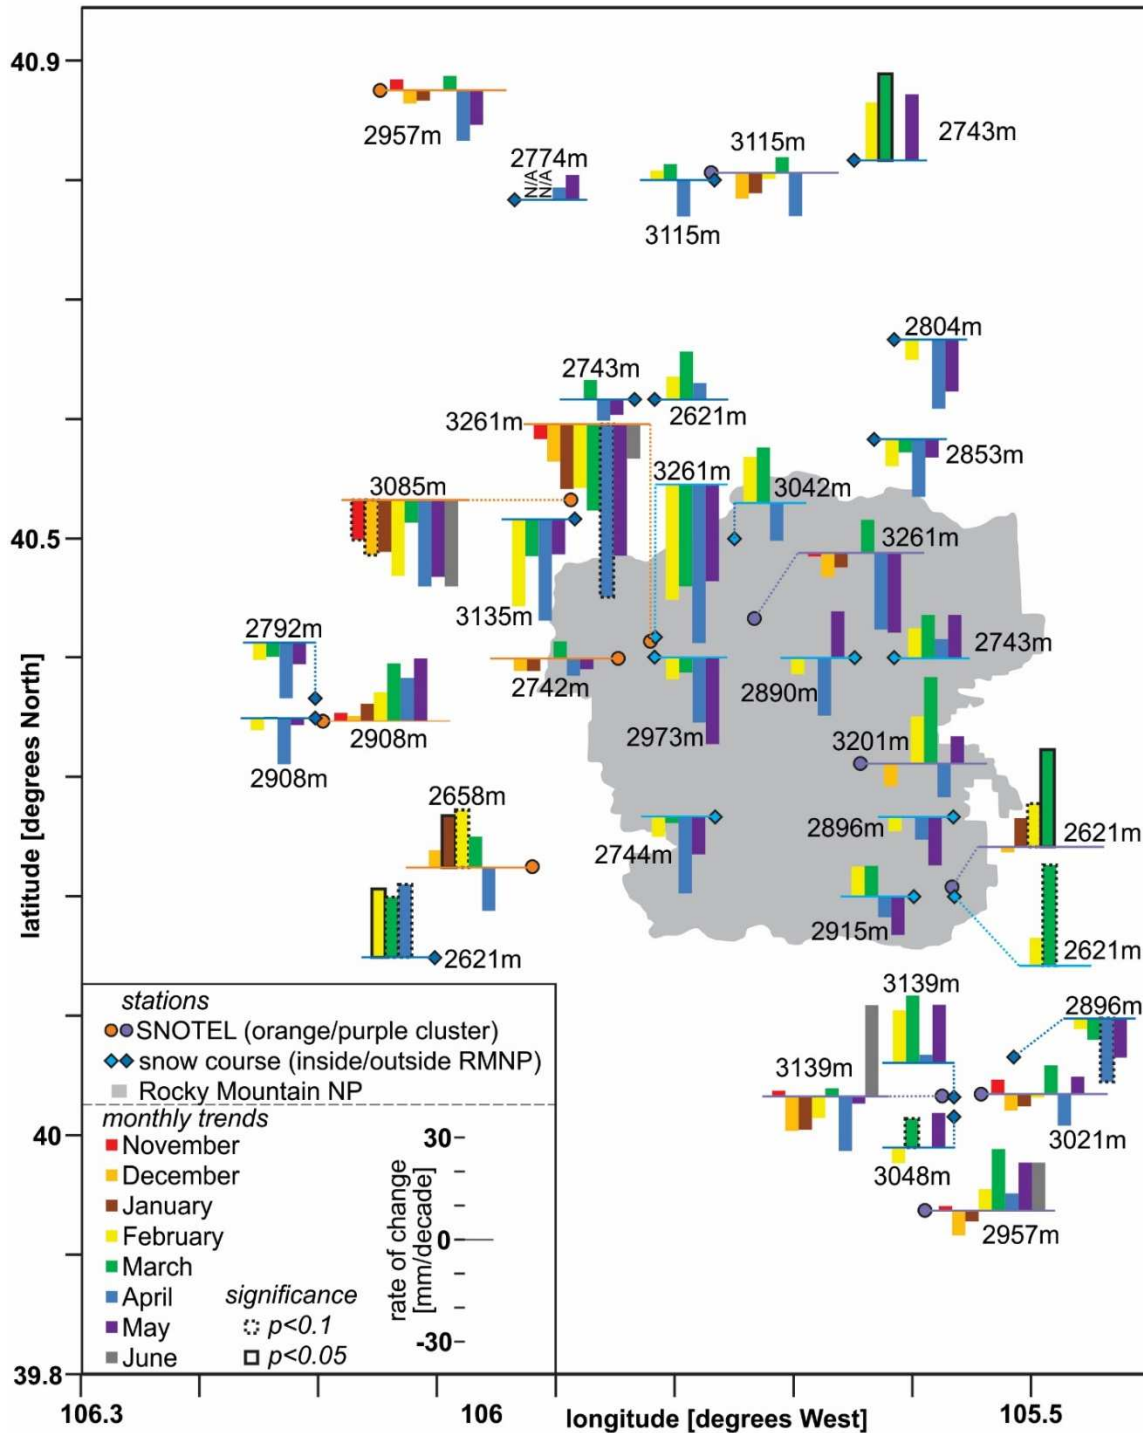 40.9
2957m
2774m
N/A
N/A
3115m
3115m
2743m
2804m
2743m
2621m
3261m
3085m
3261m
3042m
2853m
40.5
3261m
3135m
2792m
2742m
2973m
2890m
2743m
2908m
2908m
3201m
2658m
2744m
2896m
2621m
2915m
2621m
2621m
latitude [degrees North]
stations
SNOTEL (orange/purple cluster)
snow course (inside/outside RMNP)
Rocky Mountain NP
monthly trends
November
December
January
February
March
April
May
June
significance
p<0.1
p<0.05
rate of change
[mm/decade]
30
0
-30
3139m
2896m
3139m
3021m
3048m
2957m
40
39.8
106.3
106
longitude [degrees West]
105.5